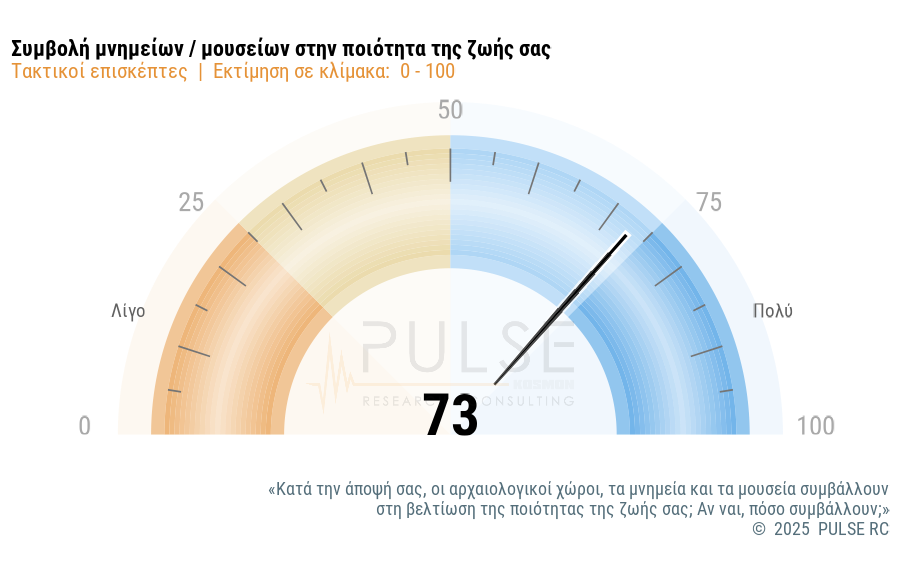 Συμβολή μνημείων / μουσείων στην ποιότητα της ζωής σας
Τακτικοί επισκέπτες | Εκτίμηση σε κλίμακα: 0 - 100
50
25
75
Λίγο
Πολύ
PULSE
RESEARCH CONSULTING
0
73
100
«Κατά την άποψή σας, οι αρχαιολογικοί χώροι, τα μνημεία και τα μουσεία συμβάλλουν
στη βελτίωση της ποιότητας της ζωής σας; Αν ναι, πόσο συμβάλλουν;»
© 2025 PULSE RC